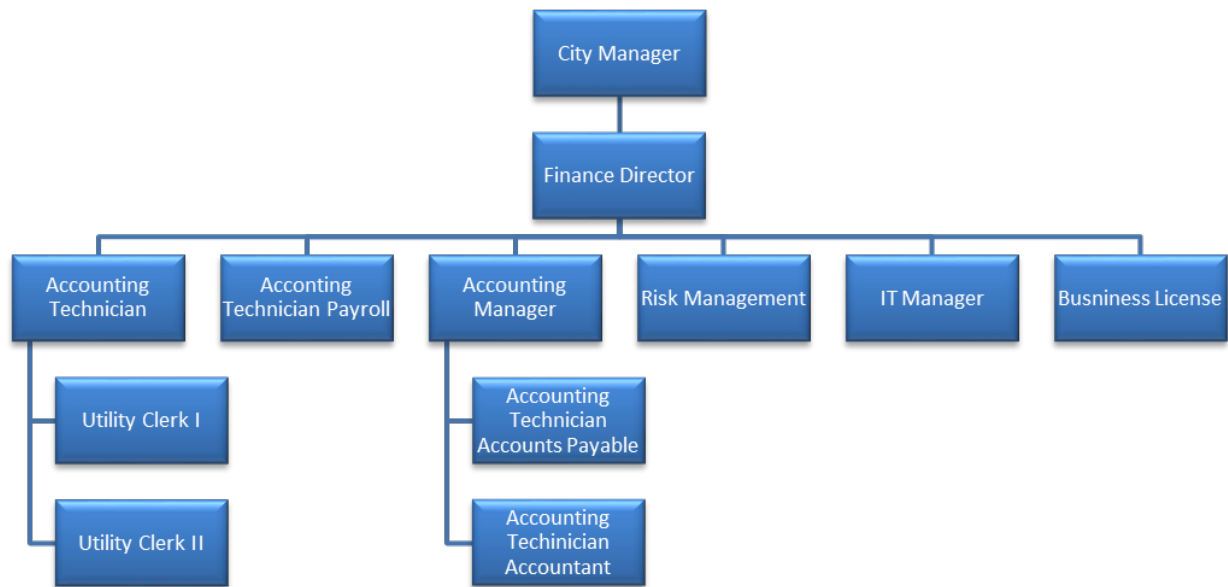 City Manager
Finance Director
Accounting
Technician
Acconting
Technician Payroll
Accounting
Manager
Risk Management
IT Manager
Busniness License
Utility Clerk I
Accounting
Technician
Accounts Payable
Utility Clerk II
Accounting
Techinician
Accountant